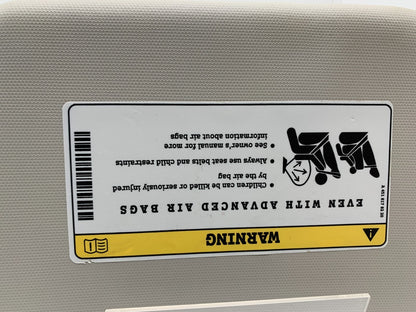 WARNING
EVEN WITH ADVANCED AIR BAGS
• Children can be killed or seriously injured
by the air bag
• Always use seat belts and child restraints
• See owner's manual for more
information about air bags